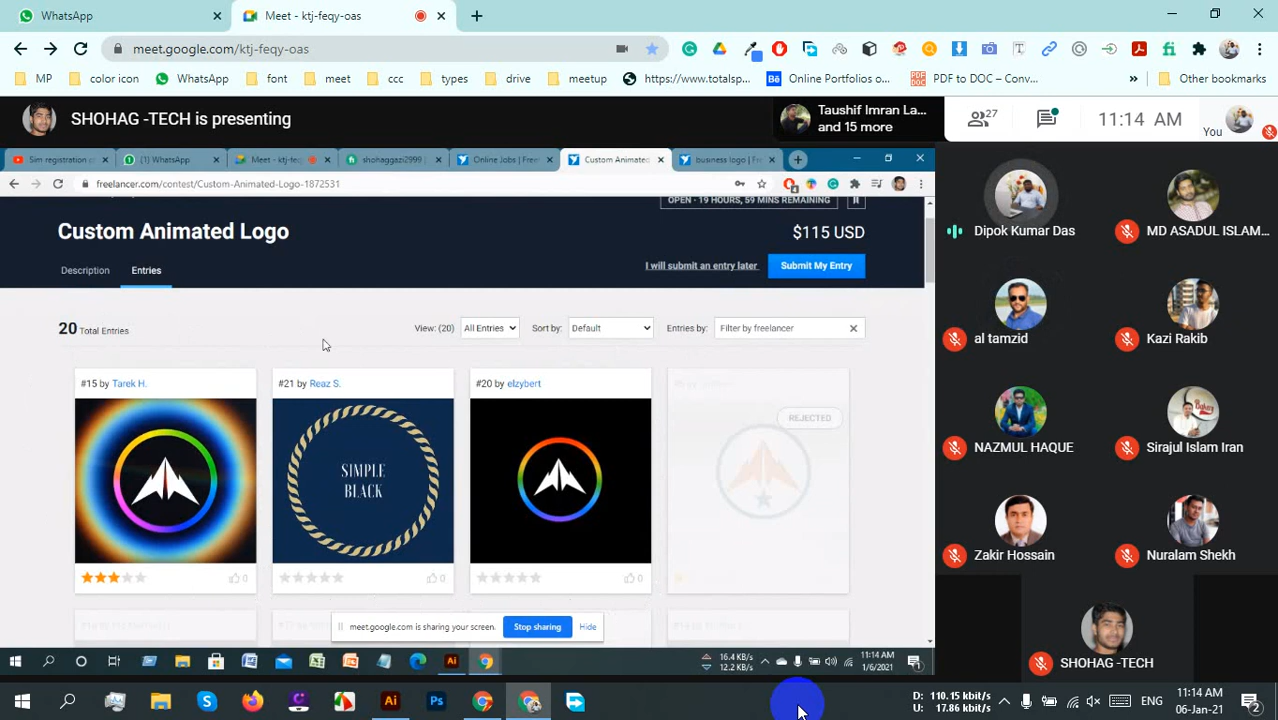 WhatsApp
Meet - ktj-feqy-oas
meet.google.com/ktj-feqy-oas
MP
color icon
WhatsApp
font
meet
ccc
types
drive
meetup
https://www.totalsp...
Online Portfolios o...
PDF to DOC – Conv...
»
Other bookmarks
SHOHAG -TECH is presenting
Taushif Imran La...
and 15 more
27
11:14 AM
You
Sim registration of
(1) WhatsApp
Meet - ktj-fe
shohaggazi2999 |
Online Jobs | Free
Custom Animated
business logo | Fr
freelancer.com/contest/Custom-Animated-Logo-1872531
OPEN - 19 HOURS, 59 MINS REMAINING
Custom Animated Logo
$115 USD
Description
Entries
I will submit an entry later
Submit My Entry
20 Total Entries
View: (20)
All Entries
Sort by:
Default
Entries by:
Filter by freelancer
#15 by Tarek H.
#21 by Reaz S.
#20 by elzybert
REJECTED
SIMPLE
BLACK
0
0
0
meet.google.com is sharing your screen.
Stop sharing
Hide
16.4 KB/s
12.2 KB/s
11:14 AM
1/6/2021
Dipok Kumar Das
MD ASADUL ISLAM...
al tamzid
Kazi Rakib
NAZMUL HAQUE
Sirajul Islam Iran
Zakir Hossain
Nuralam Shekh
SHOHAG -TECH
D: 110.15 kbit/s
U: 17.86 kbit/s
ENG
11:14 AM
06-Jan-21
2